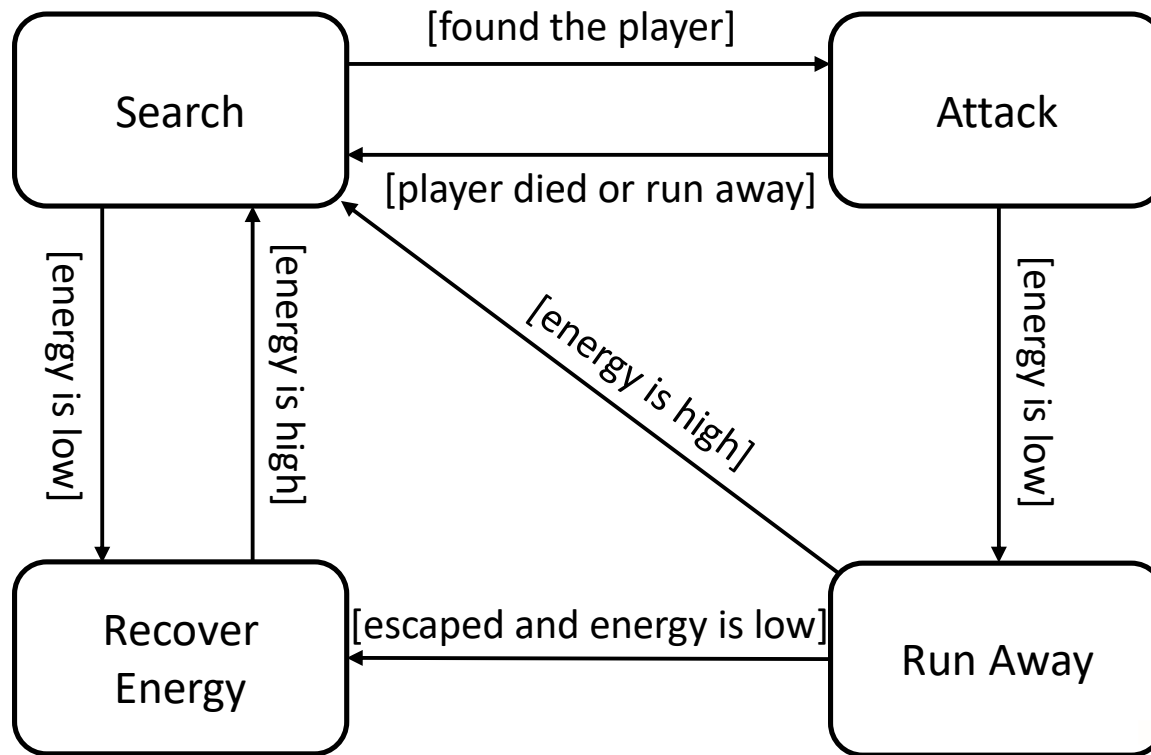 [found the player]
Search
Attack
[player died or run away]
[energy is low]
[energy is high]
[energy is high]
[energy is low]
Recover
Energy
[escaped and energy is low]
Run Away